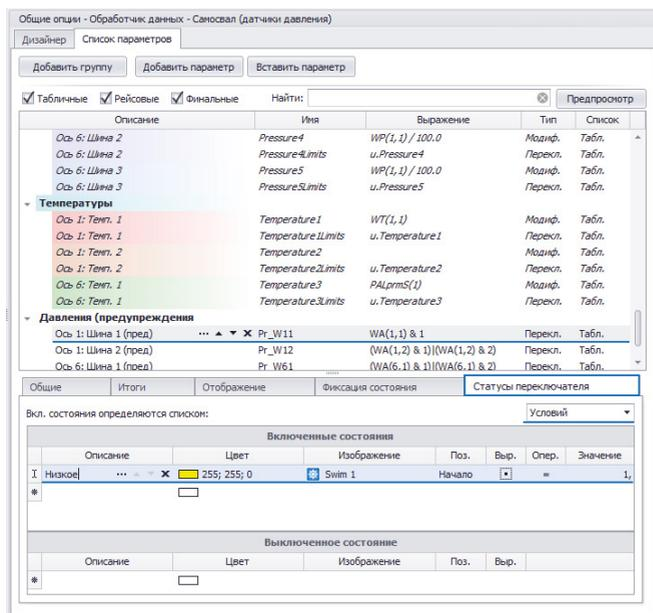 Общие опции - Обработчик данных - Самосвал (датчики давления)
Дизайнер Список параметров
Добавить группу Добавить параметр Вставить параметр
Табличные Рейсовые Финальные Найти: Предпросмотр
Описание Имя Выражение Тип Список
Ось 6: Шина 2 Pressure4 WP(1,1) / 100.0 Модиф. Табл.
Ось 6: Шина 2 Pressure4Limits u.Pressure4 Перекл. Табл.
Ось 6: Шина 3 Pressure5 WP(1,1) / 100.0 Модиф. Табл.
Ось 6: Шина 3 Pressure5Limits u.Pressure5 Перекл. Табл.
Температуры
Ось 1: Темп. 1 Temperature1 WT(1,1) Модиф. Табл.
Ось 1: Темп. 1 Temperature1Limits u.Temperature1 Перекл. Табл.
Ось 1: Темп. 2 Temperature2 Модиф. Табл.
Ось 1: Темп. 2 Temperature2Limits u.Temperature2 Перекл. Табл.
Ось 6: Темп. 1 Temperature3 PALprmS(1) Модиф. Табл.
Ось 6: Темп. 1 Temperature3Limits u.Temperature3 Перекл. Табл.
Давления (предупреждения
Ось 1: Шина 1 (пред) ... Pr_W11 WA(1,1) & 1 Перекл. Табл.
Ось 1: Шина 2 (пред) Pr_W12 (WA(1,2) & 1)|(WA(1,2) & 2) Перекл. Табл.
Ось 6: Шина 1 (пред) Pr_W61 (WA(6,1) & 1)|(WA(6,1) & 2) Перекл. Табл.
Общие Итоги Отображение Фиксация состояния Статусы переключателя
Вкл. состояния определяются списком: Условий
Включенные состояния
Описание Цвет Изображение Поз. Выр. Опер. Значение
Низкое ... 255; 255; 0 Swim 1 Начало = 1,
Выключенное состояние
Описание Цвет Изображение Поз. Выр.